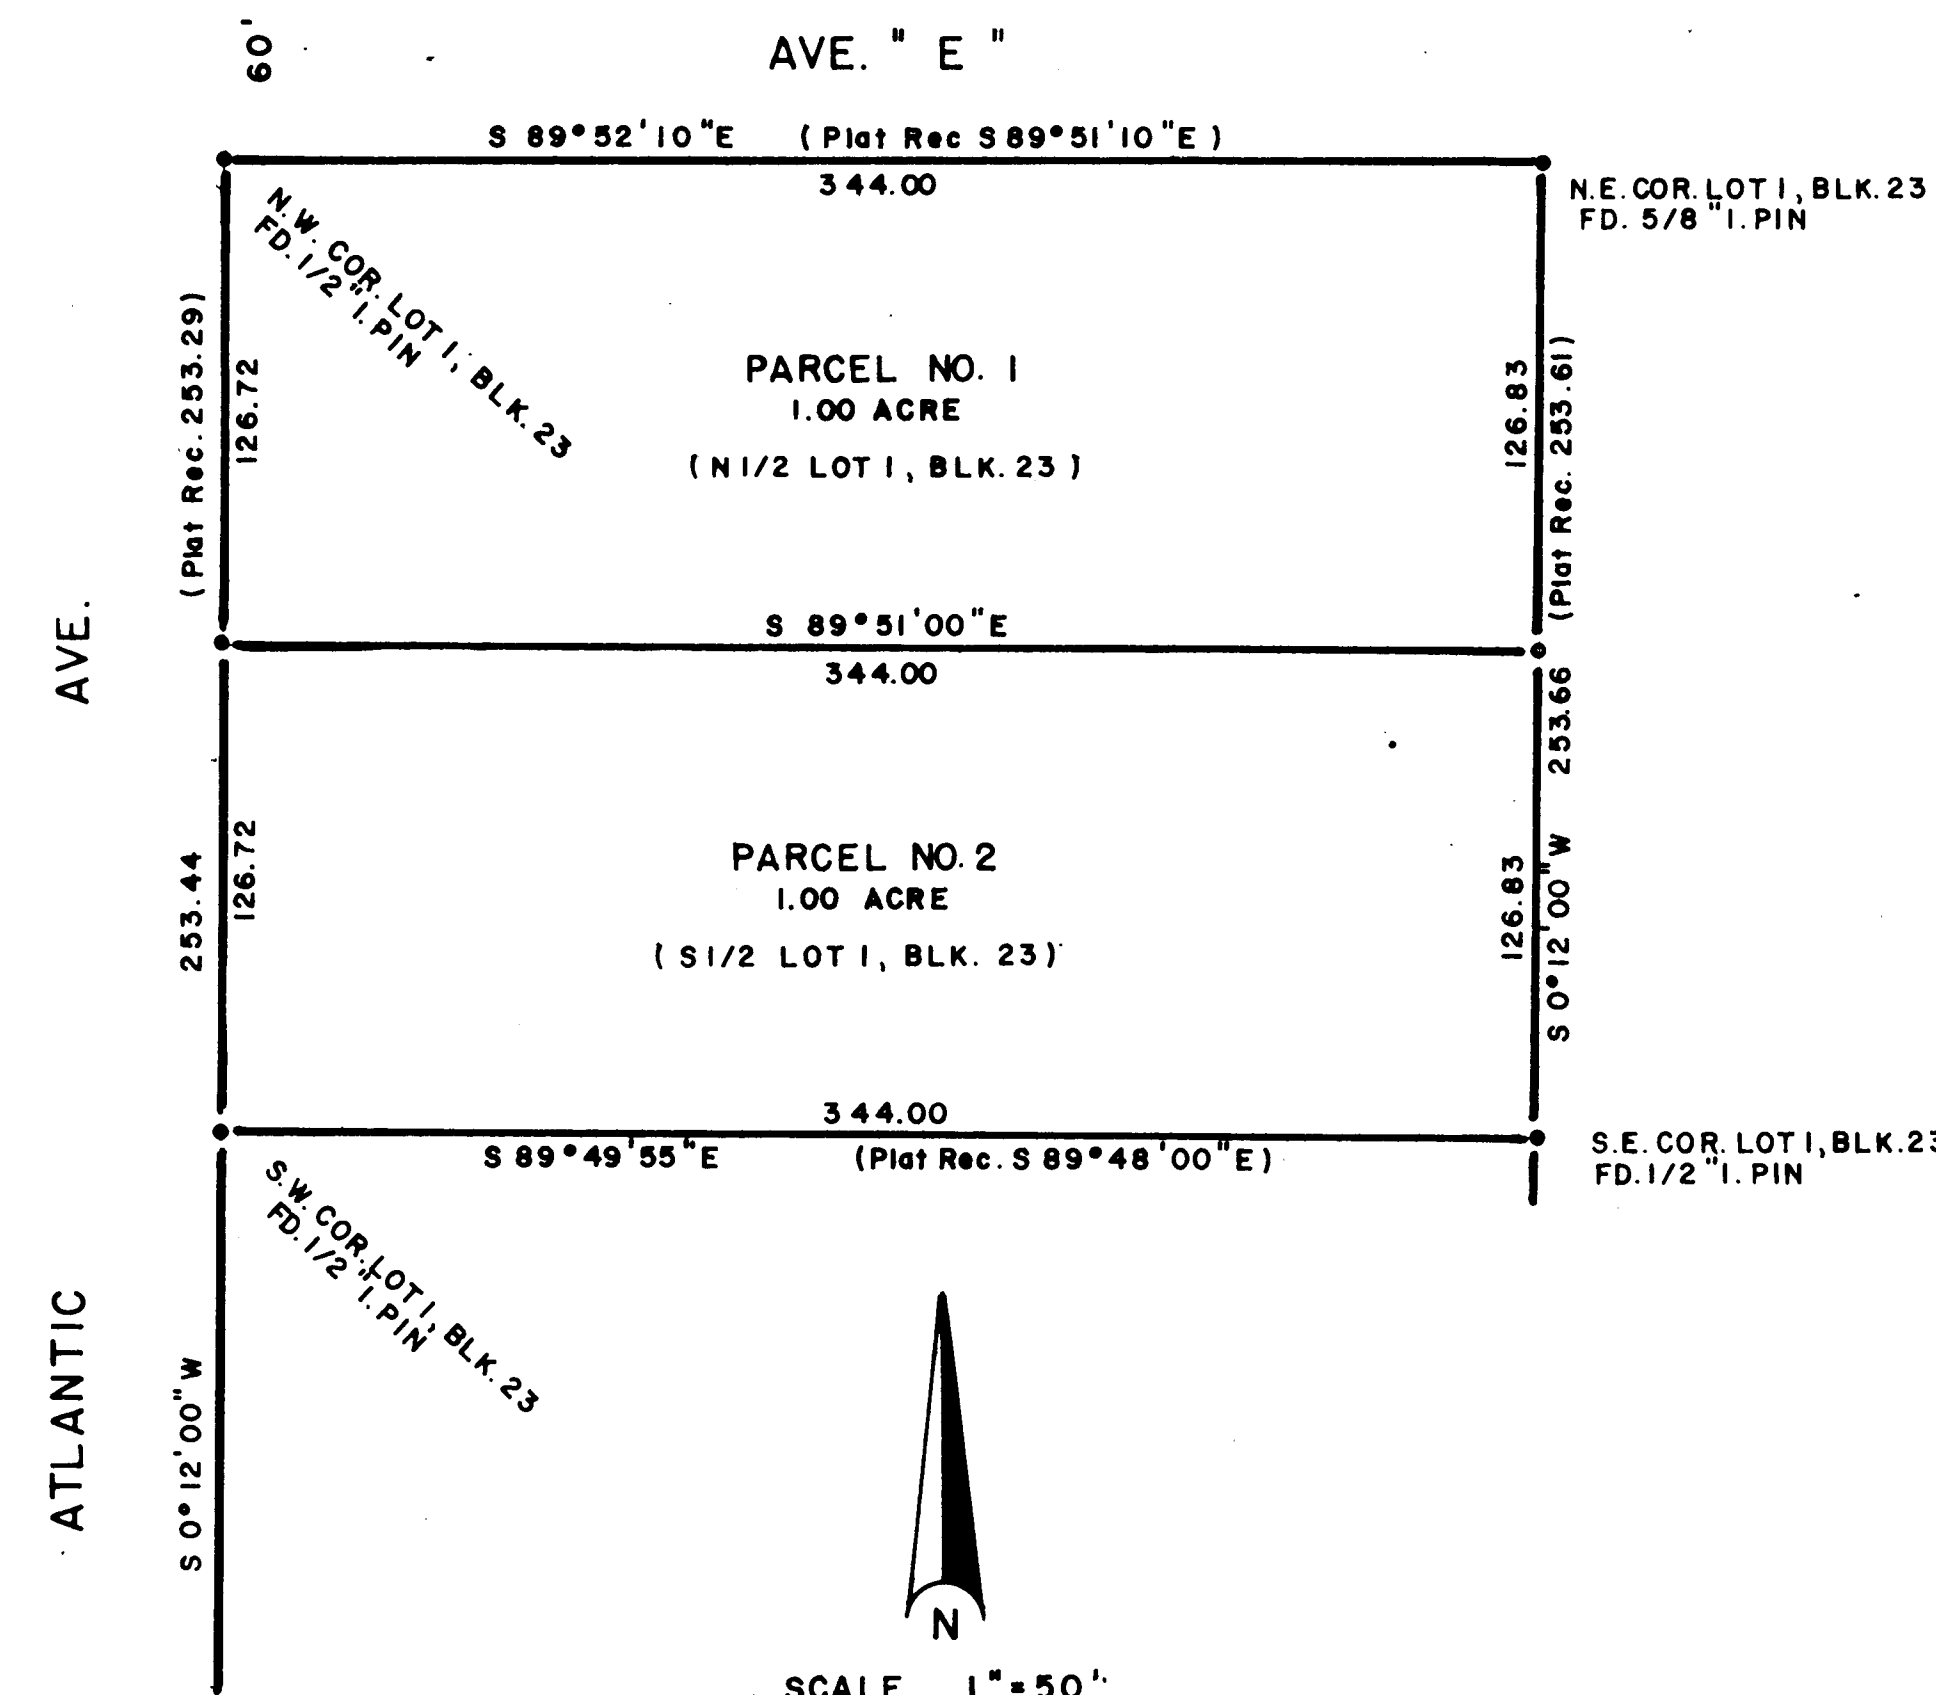 60'
AVE. "E"
S 89°52'10"E (Plat Rec S 89°51'10"E)
344.00
N.W. COR. LOT 1, BLK. 23
FD. 1/2" I. PIN
N.E. COR. LOT 1, BLK. 23
FD. 5/8" I. PIN
(Plat Rec. 253.29)
126.72
PARCEL NO. 1
1.00 ACRE
(N 1/2 LOT 1, BLK. 23)
126.83
(Plat Rec. 253.61)
S 89°51'00"E
344.00
AVE.
253.44
126.72
PARCEL NO. 2
1.00 ACRE
(S 1/2 LOT 1, BLK. 23)
126.83
S 0°12'00"W 253.66
344.00
S 89°49'55"E (Plat Rec. S 89°48'00"E)
S.W. COR. LOT 1, BLK. 23
FD. 1/2" I. PIN
S.E. COR. LOT 1, BLK. 23
FD. 1/2" I. PIN
ATLANTIC
S 0°12'00"W
N
SCALE 1" = 50'